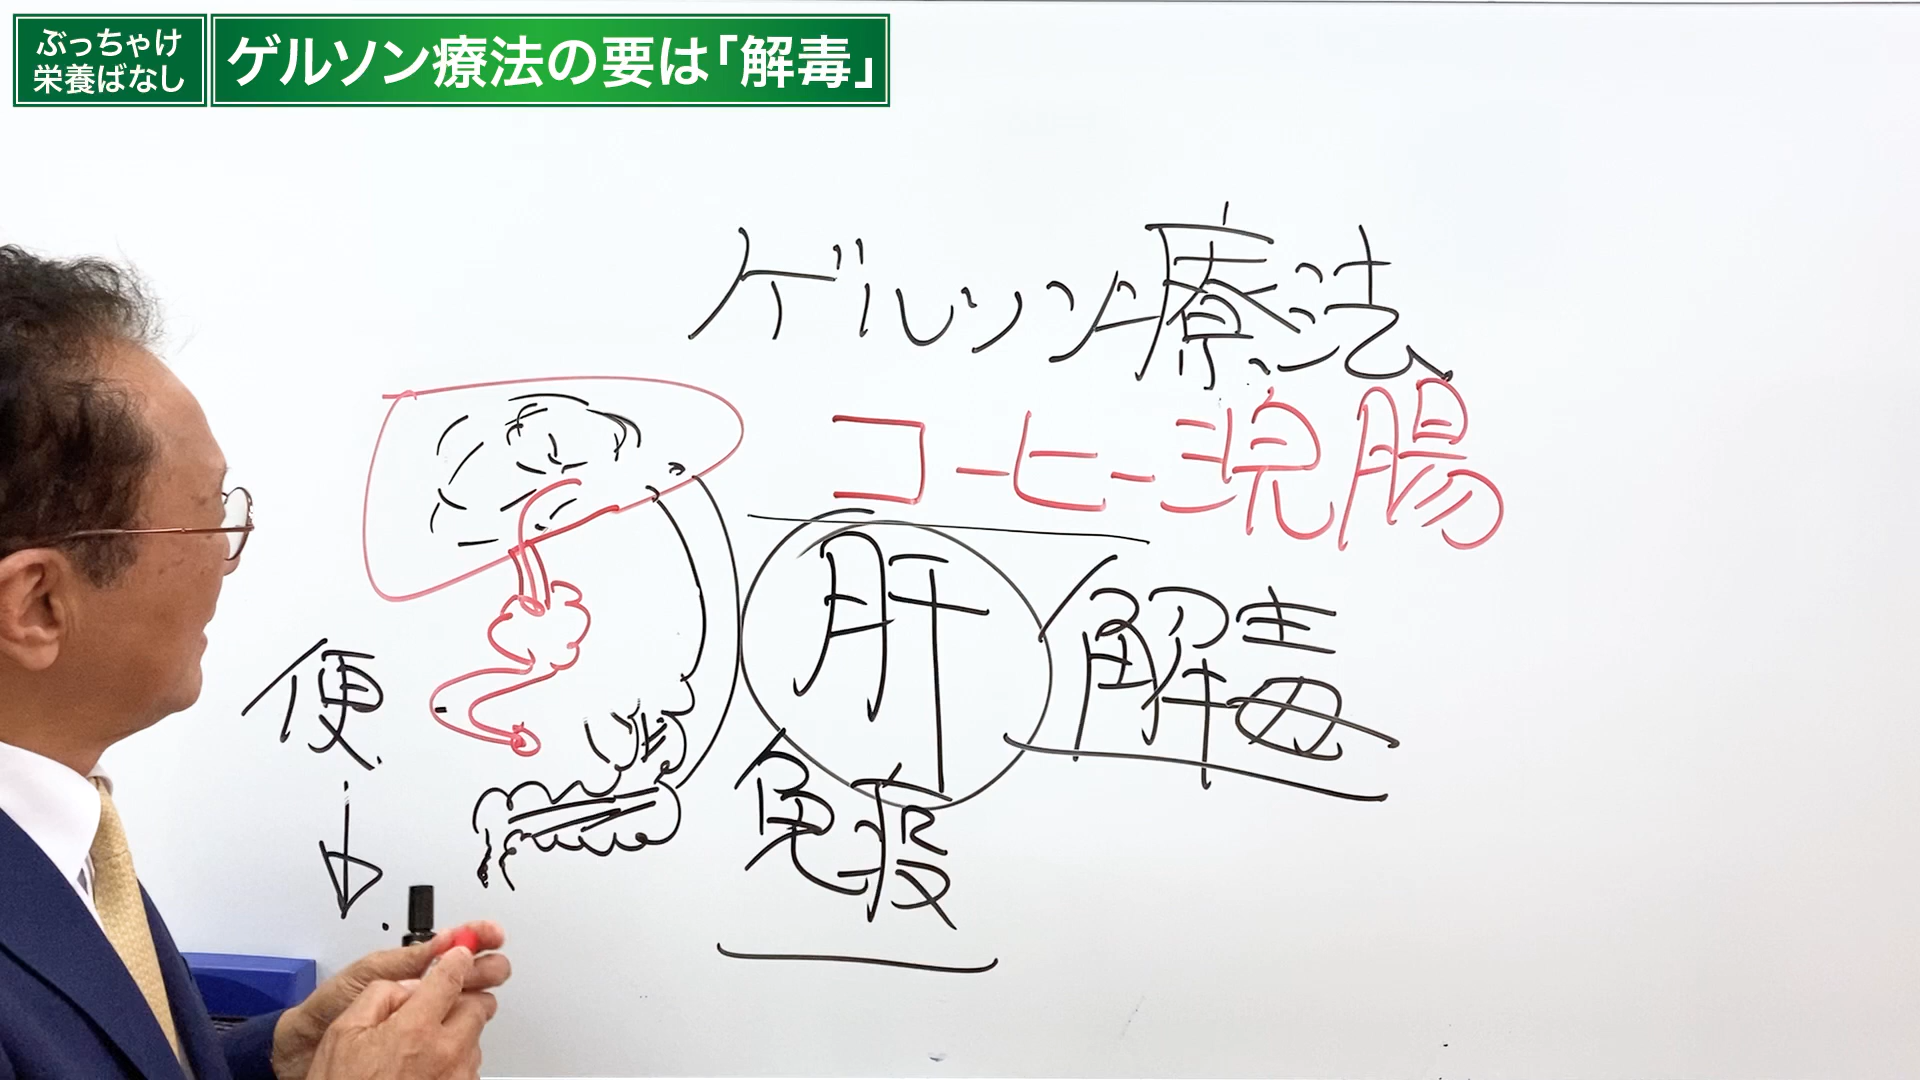 ぶっちゃけ
栄養ばなし
ゲルソン療法の要は「解毒」
ゲルソン療法
コーヒー浣腸
肝
解毒
免疫
便